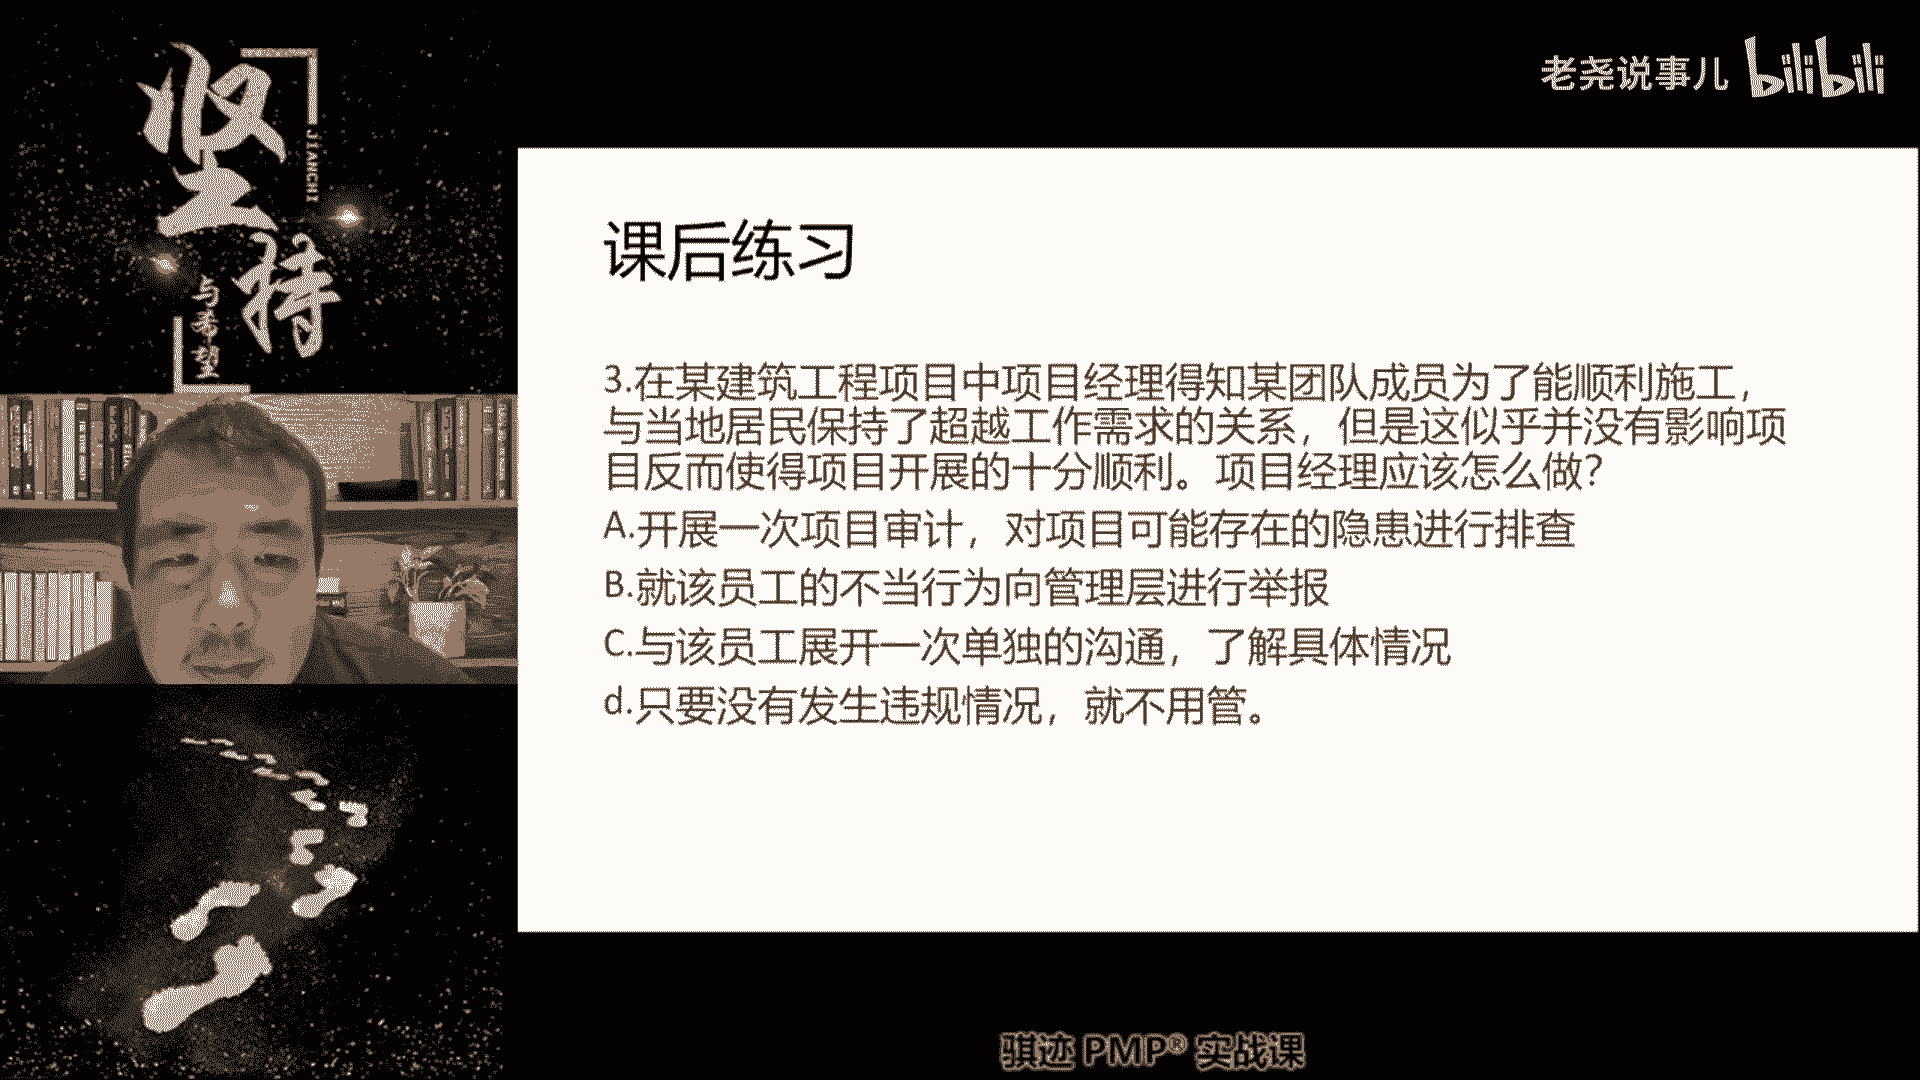 坚持
JIANCHI
与希望
老尧说事儿 bilibili
课后练习
3.在某建筑工程项目中项目经理得知某团队成员为了能顺利施工，
与当地居民保持了超越工作需求的关系，但是这似乎并没有影响项
目反而使得项目开展的十分顺利。项目经理应该怎么做？
A.开展一次项目审计，对项目可能存在的隐患进行排查
B.就该员工的不当行为向管理层进行举报
C.与该员工展开一次单独的沟通，了解具体情况
d.只要没有发生违规情况，就不用管。
骐迹 PMP® 实战课